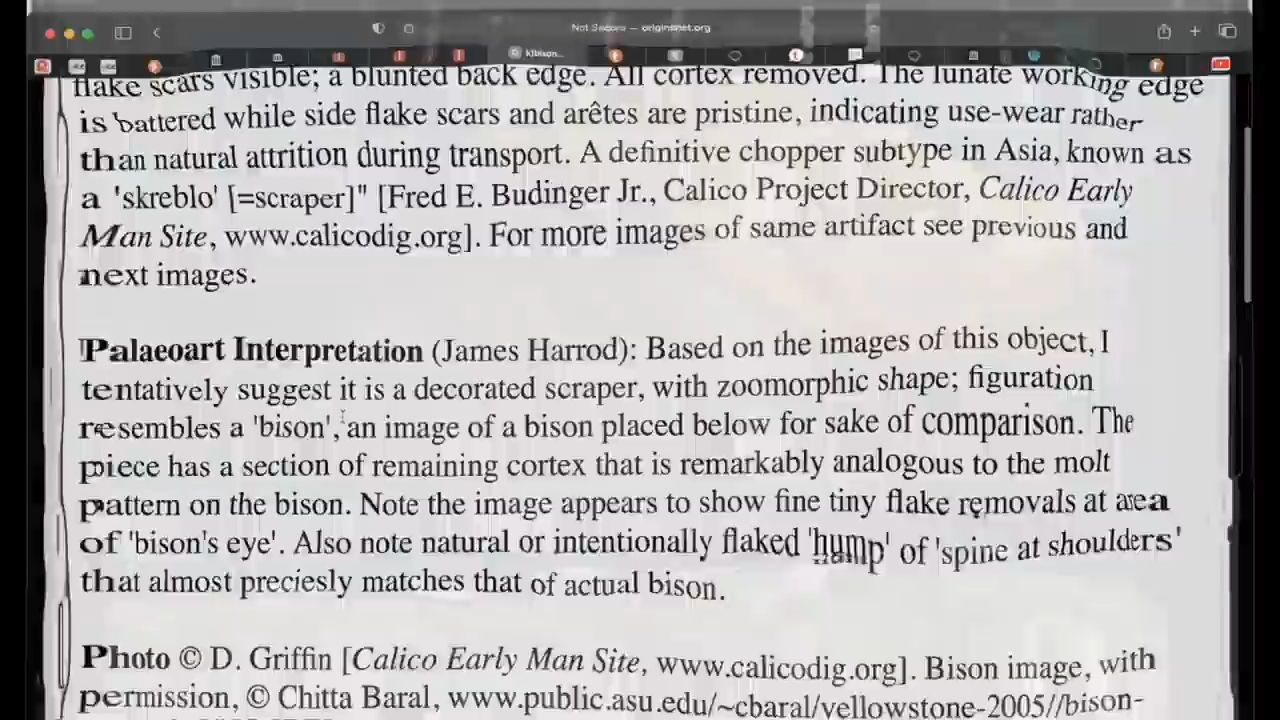 Not Secure — originsnet.org
k)bison...
flake scars visible; a blunted back edge. All cortex removed. The lunate working edge
is battered while side flake scars and arêtes are pristine, indicating use-wear rather
than natural attrition during transport. A definitive chopper subtype in Asia, known as
a 'skreblo' [=scraper]" [Fred E. Budinger Jr., Calico Project Director, Calico Early
Man Site, www.calicodig.org]. For more images of same artifact see previous and
next images.
Palaeoart Interpretation (James Harrod): Based on the images of this object, I
tentatively suggest it is a decorated scraper, with zoomorphic shape; figuration
resembles a 'bison', an image of a bison placed below for sake of comparison. The
piece has a section of remaining cortex that is remarkably analogous to the molt
pattern on the bison. Note the image appears to show fine tiny flake removals at area
of 'bison's eye'. Also note natural or intentionally flaked 'hump' of 'spine at shoulders'
that almost preciesly matches that of actual bison.
Photo © D. Griffin [Calico Early Man Site, www.calicodig.org]. Bison image, with
permission, © Chitta Baral, www.public.asu.edu/~cbaral/yellowstone-2005//bison-